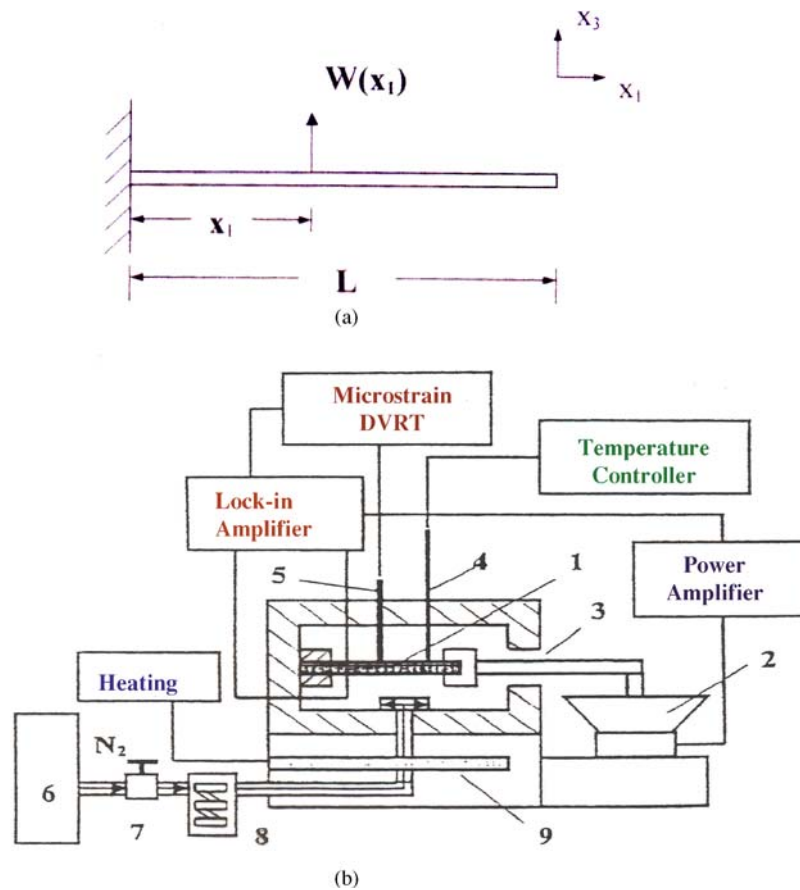 x₃
W(x₁)
x₁
x₁
L
(a)
Microstrain
DVRT
Temperature
Controller
Lock-in
Amplifier
Power
Amplifier
5
4
1
3
2
Heating
N₂
6
7
8
9
(b)